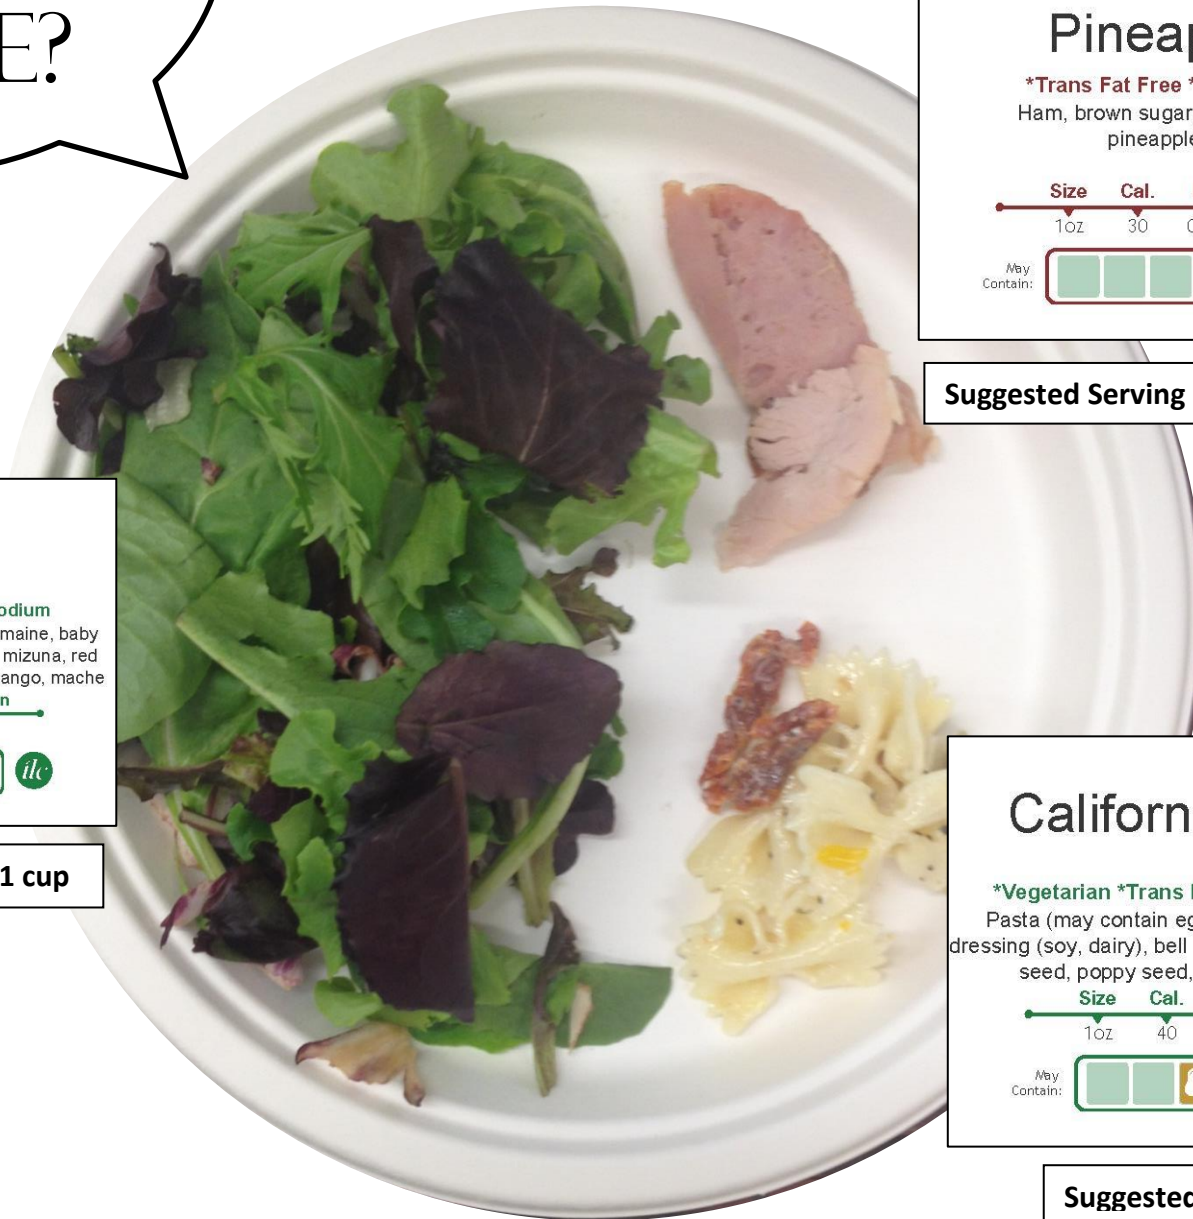 E?
Pineap
*Trans Fat Free *
Ham, brown sugar
pineapple
Size Cal.
1oz 30 0
May
Contain:
Suggested Serving
odium
maine, baby
mizuna, red
ango, mache
n
ilc
1 cup
Californ
*Vegetarian *Trans
Pasta (may contain eg
dressing (soy, dairy), bell
seed, poppy seed,
Size Cal.
1oz 40
May
Contain:
Suggested